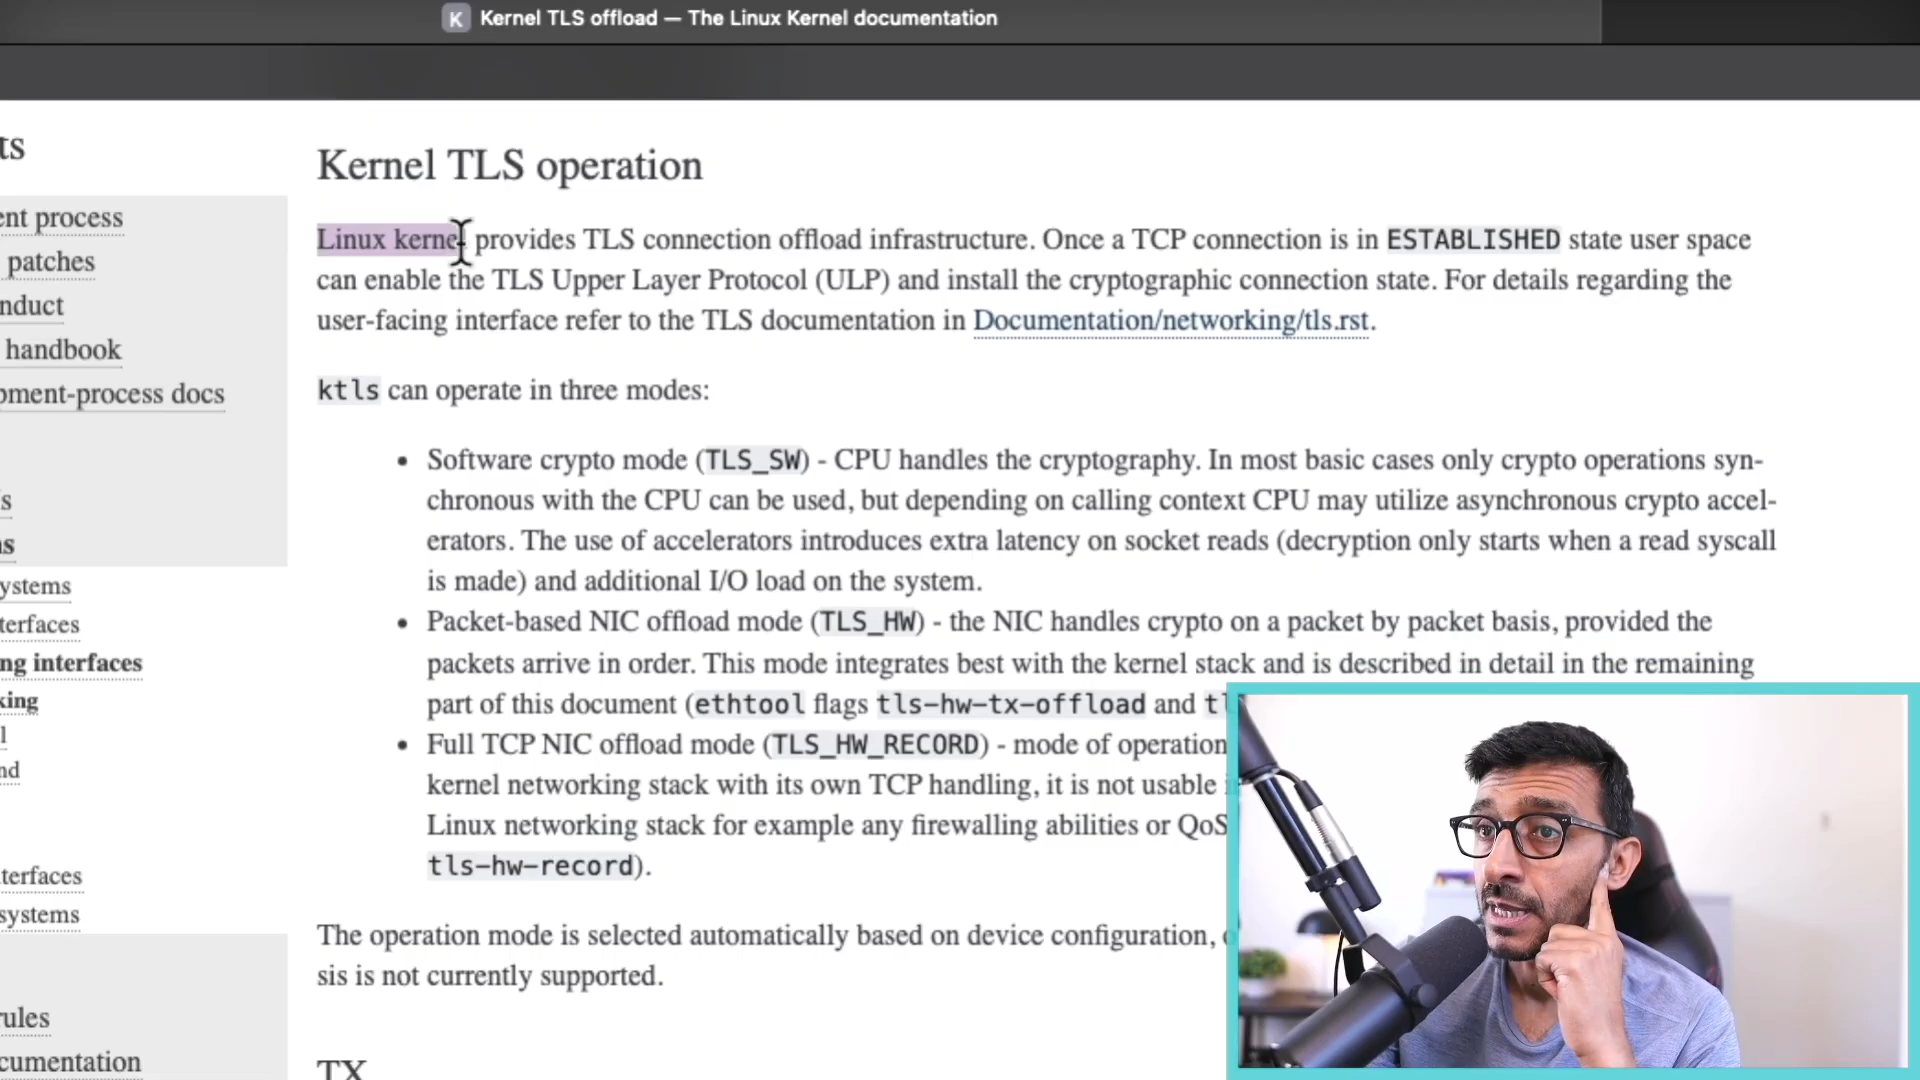 K Kernel TLS offload — The Linux Kernel documentation
ts
ent process
patches
nduct
handbook
pment-process docs
s
ns
ystems
terfaces
ng interfaces
king
l
nd
terfaces
systems
rules
cumentation
Kernel TLS operation
Linux kernel provides TLS connection offload infrastructure. Once a TCP connection is in ESTABLISHED state user space
can enable the TLS Upper Layer Protocol (ULP) and install the cryptographic connection state. For details regarding the
user-facing interface refer to the TLS documentation in Documentation/networking/tls.rst.
ktls can operate in three modes:
• Software crypto mode (TLS_SW) - CPU handles the cryptography. In most basic cases only crypto operations syn-
chronous with the CPU can be used, but depending on calling context CPU may utilize asynchronous crypto accel-
erators. The use of accelerators introduces extra latency on socket reads (decryption only starts when a read syscall
is made) and additional I/O load on the system.
• Packet-based NIC offload mode (TLS_HW) - the NIC handles crypto on a packet by packet basis, provided the
packets arrive in order. This mode integrates best with the kernel stack and is described in detail in the remaining
part of this document (ethtool flags tls-hw-tx-offload and tl
• Full TCP NIC offload mode (TLS_HW_RECORD) - mode of operation
kernel networking stack with its own TCP handling, it is not usable
Linux networking stack for example any firewalling abilities or QoS
tls-hw-record).
The operation mode is selected automatically based on device configuration,
sis is not currently supported.
TX